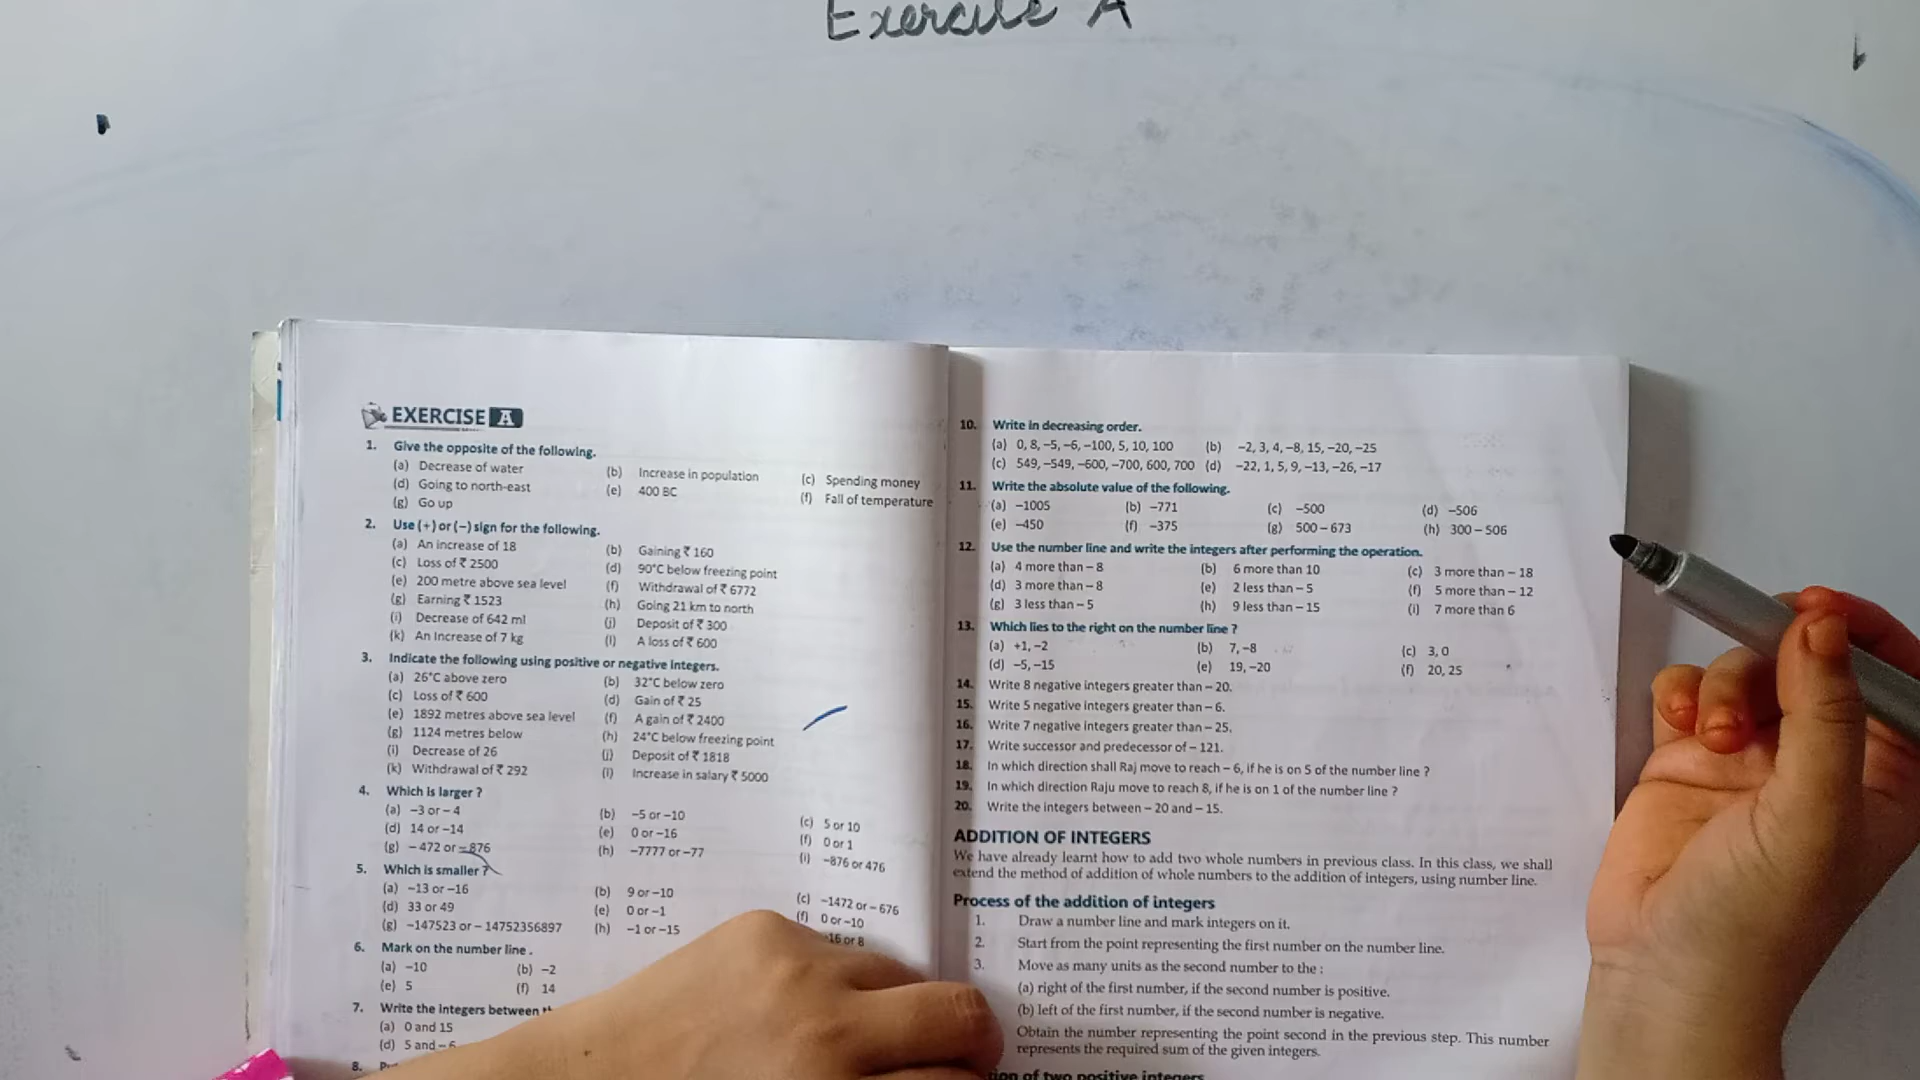 Exercise A
EXERCISE A
1. Give the opposite of the following.
(a) Decrease of water (b) Increase in population (c) Spending money
(d) Going to north-east (e) 400 BC (f) Fall of temperature
(g) Go up
2. Use (+) or (–) sign for the following.
(a) An increase of 18 (b) Gaining ₹ 160
(c) Loss of ₹ 2500 (d) 90°C below freezing point
(e) 200 metre above sea level (f) Withdrawal of ₹ 6772
(g) Earning ₹ 1523 (h) Going 21 km to north
(i) Decrease of 642 ml (j) Deposit of ₹ 300
(k) An Increase of 7 kg (l) A loss of ₹ 600
3. Indicate the following using positive or negative integers.
(a) 26°C above zero (b) 32°C below zero
(c) Loss of ₹ 600 (d) Gain of ₹ 25
(e) 1892 metres above sea level (f) A gain of ₹ 2400
(g) 1124 metres below (h) 24°C below freezing point
(i) Decrease of 26 (j) Deposit of ₹ 1818
(k) Withdrawal of ₹ 292 (l) Increase in salary ₹ 5000
4. Which is larger ?
(a) –3 or – 4 (b) –5 or –10 (c) 5 or 10
(d) 14 or –14 (e) 0 or –16 (f) 0 or 1
(g) – 472 or – 876 (h) –7777 or –77 (i) –876 or 476
5. Which is smaller ?
(a) –13 or –16 (b) 9 or –10 (c) –1472 or – 676
(d) 33 or 49 (e) 0 or –1 (f) 0 or –10
(g) –147523 or – 14752356897 (h) –1 or –15 16 or 8
6. Mark on the number line .
(a) –10 (b) –2
(e) 5 (f) 14
7. Write the integers between
(a) 0 and 15
(d) 5 and – 6
8.
10. Write in decreasing order.
(a) 0, 8, –5, –6, –100, 5, 10, 100 (b) –2, 3, 4, –8, 15, –20, –25
(c) 549, –549, –600, –700, 600, 700 (d) –22, 1, 5, 9, –13, –26, –17
11. Write the absolute value of the following.
(a) –1005 (b) –771 (c) –500 (d) –506
(e) –450 (f) –375 (g) 500 – 673 (h) 300 – 506
12. Use the number line and write the integers after performing the operation.
(a) 4 more than – 8 (b) 6 more than 10 (c) 3 more than – 18
(d) 3 more than – 8 (e) 2 less than – 5 (f) 5 more than – 12
(g) 3 less than – 5 (h) 9 less than – 15 (i) 7 more than 6
13. Which lies to the right on the number line ?
(a) +1, –2 (b) 7, –8 (c) 3, 0
(d) –5, –15 (e) 19, –20 (f) 20, 25
14. Write 8 negative integers greater than – 20.
15. Write 5 negative integers greater than – 6.
16. Write 7 negative integers greater than – 25.
17. Write successor and predecessor of – 121.
18. In which direction shall Raj move to reach – 6, if he is on 5 of the number line ?
19. In which direction Raju move to reach 8, if he is on 1 of the number line ?
20. Write the integers between – 20 and – 15.
ADDITION OF INTEGERS
We have already learnt how to add two whole numbers in previous class. In this class, we shall
extend the method of addition of whole numbers to the addition of integers, using number line.
Process of the addition of integers
1. Draw a number line and mark integers on it.
2. Start from the point representing the first number on the number line.
3. Move as many units as the second number to the :
(a) right of the first number, if the second number is positive.
(b) left of the first number, if the second number is negative.
Obtain the number representing the point second in the previous step. This number
represents the required sum of the given integers.
of two positive integers